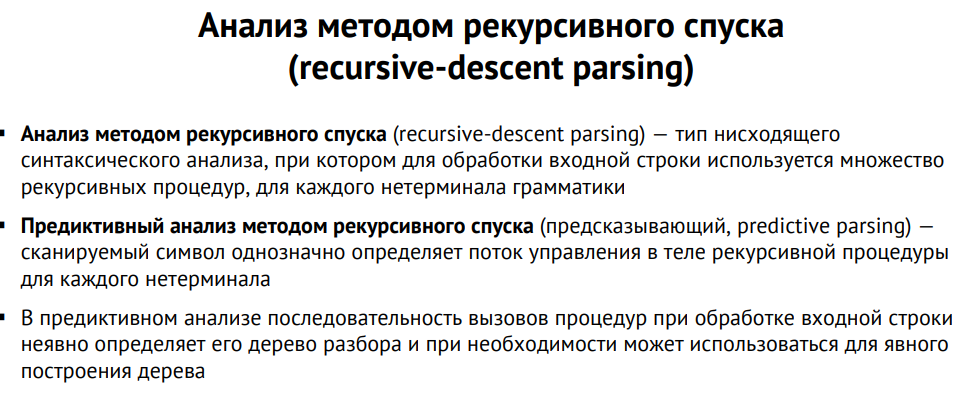 Анализ методом рекурсивного спуска
(recursive-descent parsing)
▪ Анализ методом рекурсивного спуска (recursive-descent parsing) — тип нисходящего
синтаксического анализа, при котором для обработки входной строки используется множество
рекурсивных процедур, для каждого нетерминала грамматики
▪ Предиктивный анализ методом рекурсивного спуска (предсказывающий, predictive parsing) —
сканируемый символ однозначно определяет поток управления в теле рекурсивной процедуры
для каждого нетерминала
▪ В предиктивном анализе последовательность вызовов процедур при обработке входной строки
неявно определяет его дерево разбора и при необходимости может использоваться для явного
построения дерева